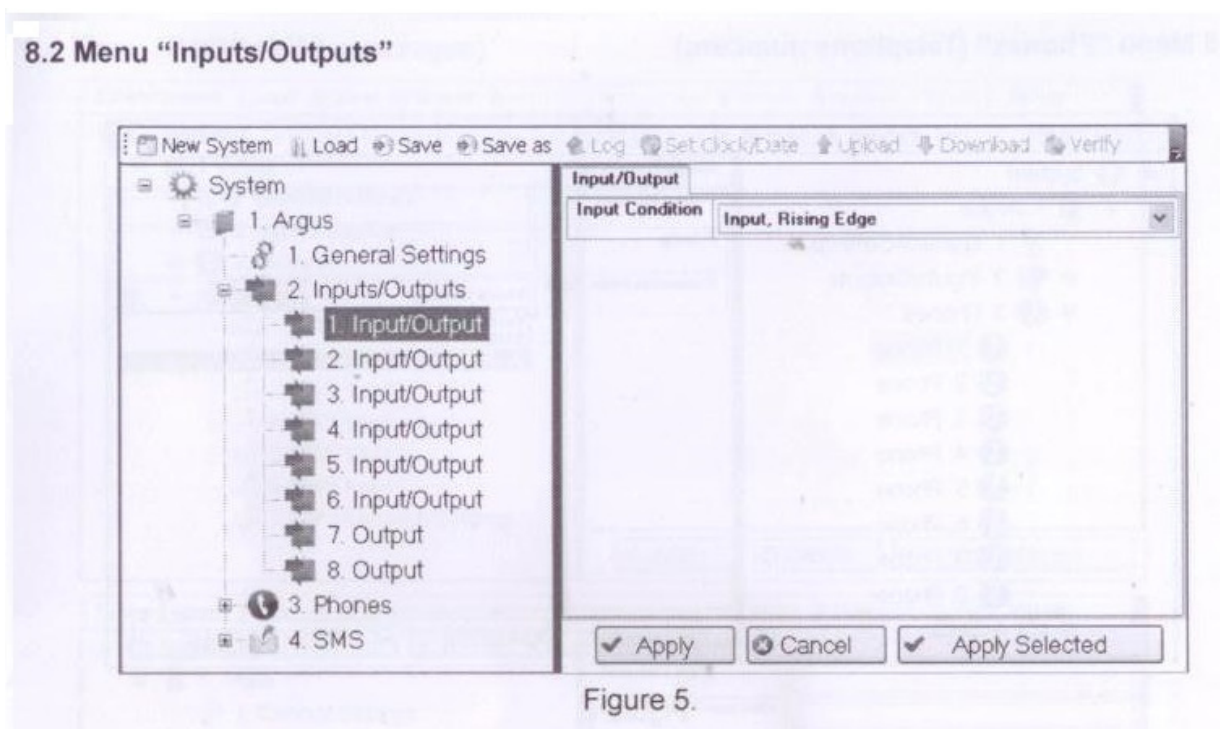 8.2 Menu “Inputs/Outputs”
New System Load Save Save as Log Set Clock/Date Upload Download Verify
System
1. Argus
1. General Settings
2. Inputs/Outputs
1. Input/Output
2. Input/Output
3. Input/Output
4. Input/Output
5. Input/Output
6. Input/Output
7. Output
8. Output
3. Phones
4. SMS
Input/Output
Input Condition Input, Rising Edge
Apply Cancel Apply Selected
Figure 5.